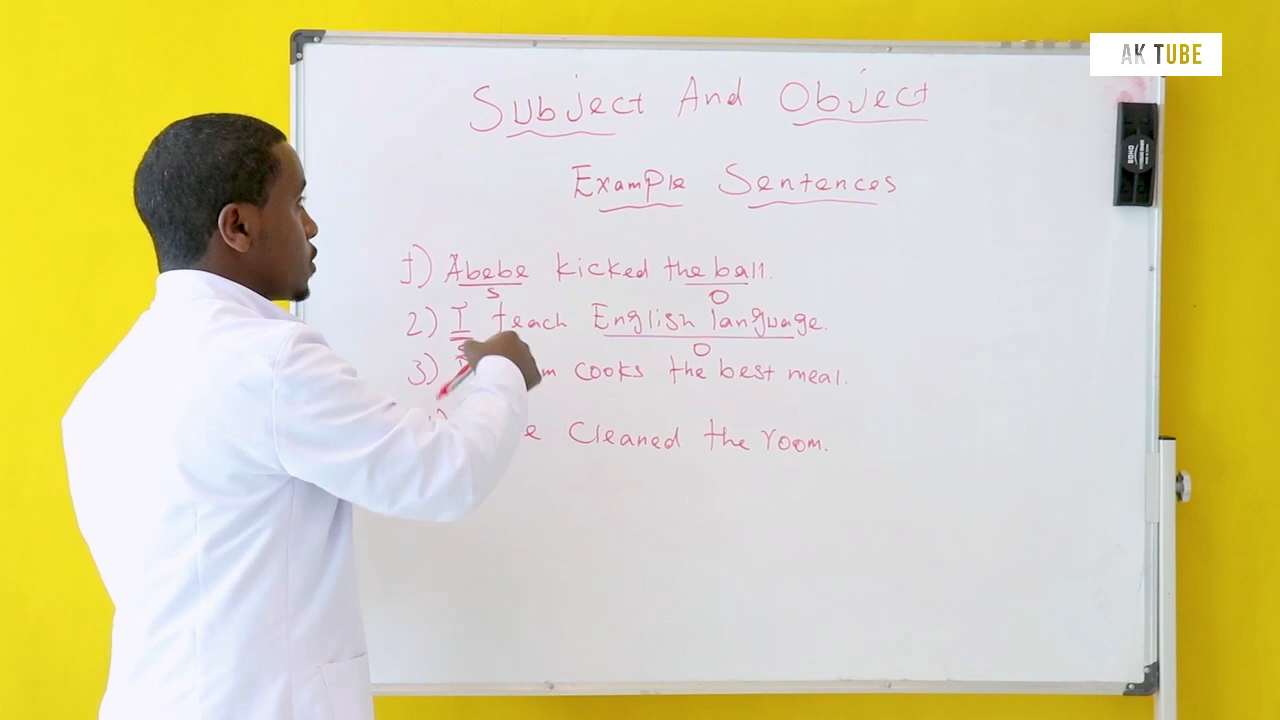 AK TUBE
Subject And Object
Example Sentences
1) Abebe kicked the ball.
S O
2) I teach English language.
S O
3) cooks the best meal.
cleaned the room.